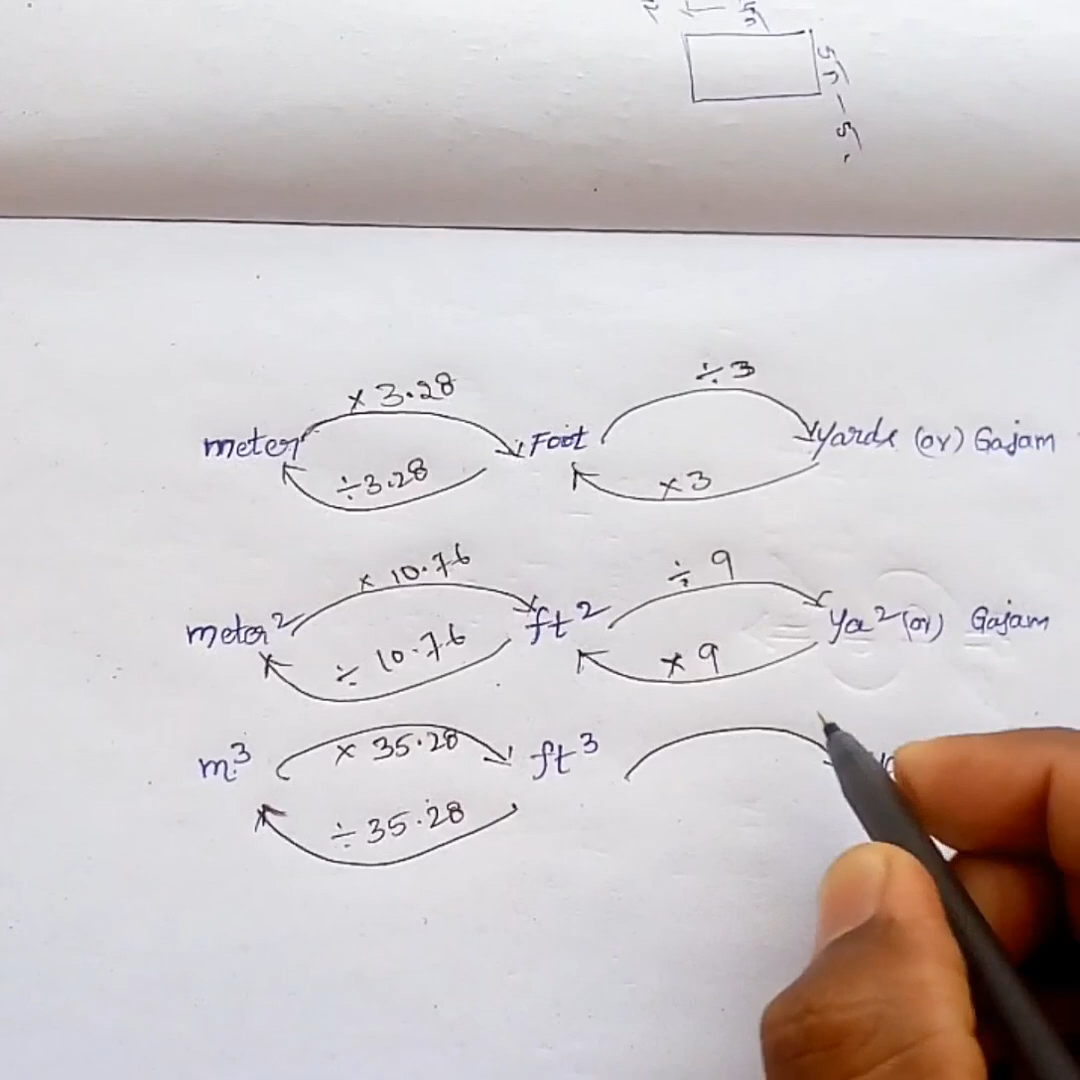 × 3.28 ÷ 3
meter Foot yards (or) Gajam
÷ 3.28 × 3
× 10.76 ÷ 9
meter² ft² Ya² (or) Gajam
÷ 10.76 × 9
× 35.28
m³ ft³
÷ 35.28